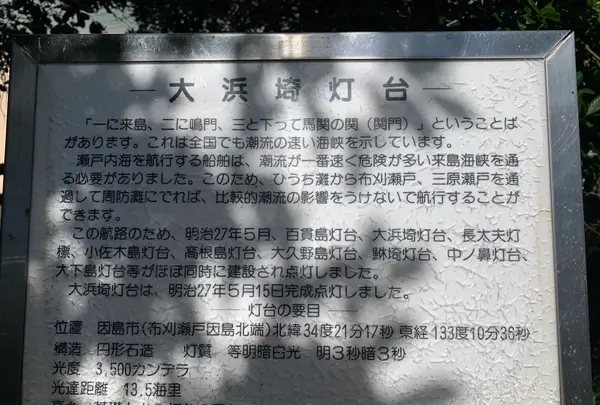 大浜埼灯台
「一に来島、二に鳴門、三と下って馬関の関（関門）」ということば
があります。これは全国でも潮流の速い海峡を示しています。
瀬戸内海を航行する船舶は、潮流が一番速く危険が多い来島海峡を通
る必要がありました。このため、ひうち灘から布刈瀬戸、三原瀬戸を通
過して周防灘にでれば、比較的潮流の影響をうけないで航行することが
できます。
この航路のため、明治27年5月、百貫島灯台、大浜埼灯台、長太夫灯
標、小佐木島灯台、高根島灯台、大久野島灯台、鮴埼灯台、中ノ鼻灯台、
大下島灯台等がほぼ同時に建設され点灯しました。
大浜埼灯台は、明治27年5月15日完成点灯しました。
灯台の要目
位置 因島市(布刈瀬戸因島北端)北緯34度21分17秒 東経133度10分36秒
構造 円形石造 灯質 等明暗白光 明3秒暗3秒
光度 3,500カンデラ
光達距離 13.5海里